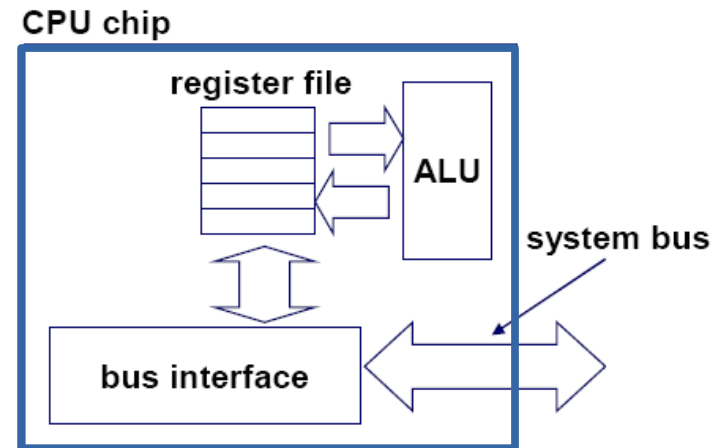 CPU chip
register file
ALU
system bus
bus interface